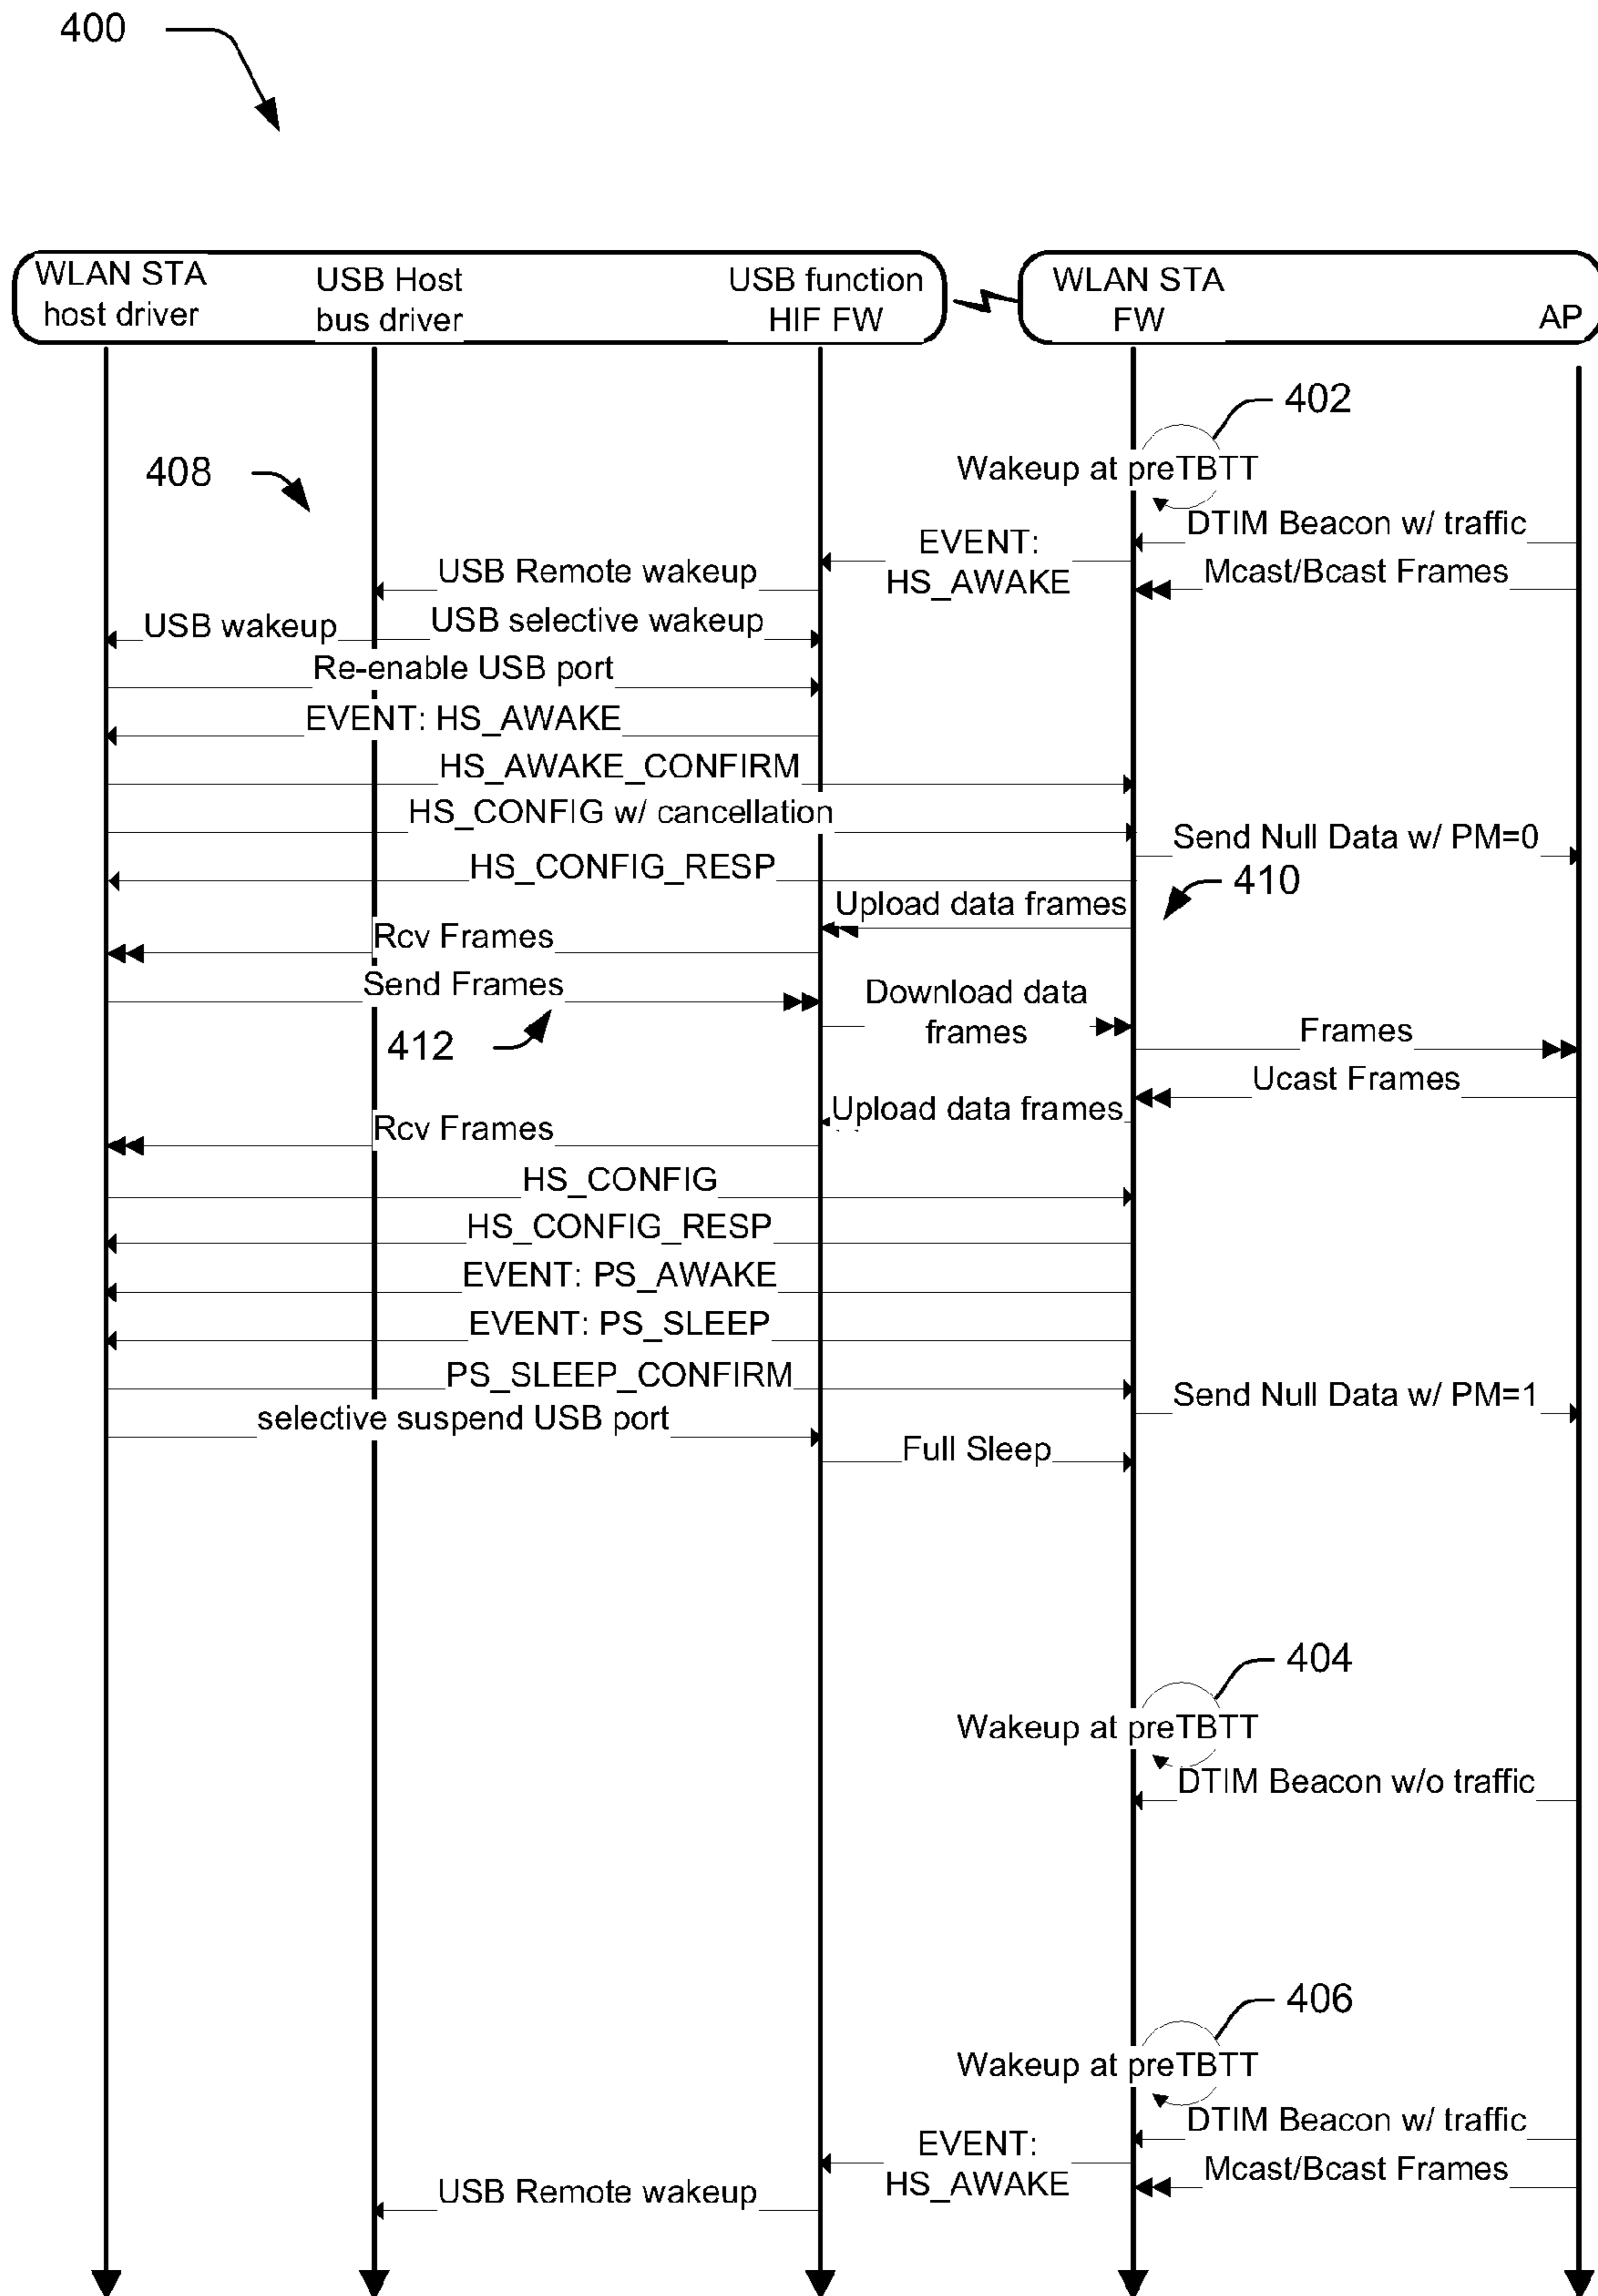 400
WLAN STA
host driver
USB Host
bus driver
USB function
HIF FW
WLAN STA
FW
AP
402
Wakeup at preTBTT
408
DTIM Beacon w/ traffic
EVENT:
HS_AWAKE
USB Remote wakeup
Mcast/Bcast Frames
USB wakeup
USB selective wakeup
Re-enable USB port
EVENT: HS_AWAKE
HS_AWAKE_CONFIRM
HS_CONFIG w/ cancellation
Send Null Data w/ PM=0
HS_CONFIG_RESP
410
Upload data frames
Rcv Frames
Send Frames
Download data
frames
412
Frames
Ucast Frames
Upload data frames
Rcv Frames
HS_CONFIG
HS_CONFIG_RESP
EVENT: PS_AWAKE
EVENT: PS_SLEEP
PS_SLEEP_CONFIRM
Send Null Data w/ PM=1
selective suspend USB port
Full Sleep
404
Wakeup at preTBTT
DTIM Beacon w/o traffic
406
Wakeup at preTBTT
DTIM Beacon w/ traffic
EVENT:
HS_AWAKE
Mcast/Bcast Frames
USB Remote wakeup